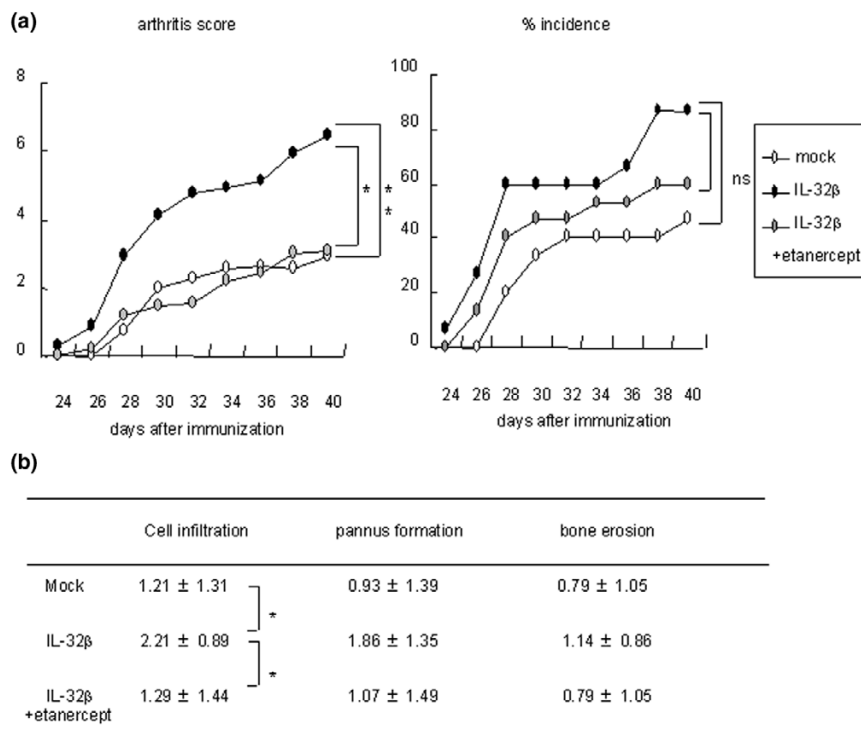 (a)
arthritis score
% incidence
8
6
4
2
0
24 26 28 30 32 34 36 38 40
days after immunization
*
*
*
100
80
60
40
20
0
24 26 28 30 32 34 36 38 40
days after immunization
ns
mock
IL-32β
IL-32β
+etanercept
(b)
Cell infiltration pannus formation bone erosion
Mock 1.21 ± 1.31 0.93 ± 1.39 0.79 ± 1.05
*
IL-32β 2.21 ± 0.89 1.86 ± 1.35 1.14 ± 0.86
*
IL-32β 1.29 ± 1.44 1.07 ± 1.49 0.79 ± 1.05
+etanercept